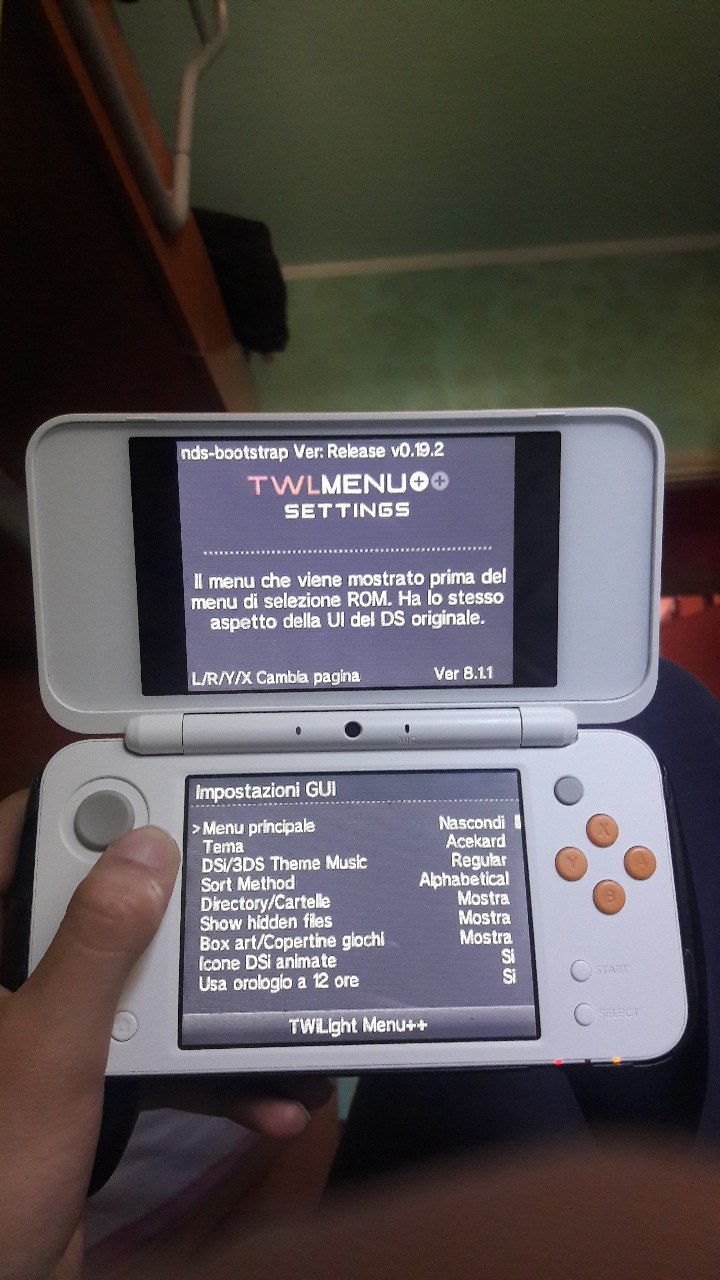 nds-bootstrap Ver: Release v0.19.2
TWLMENU++
SETTINGS
Il menu che viene mostrato prima del
menu di selezione ROM. Ha lo stesso
aspetto della UI del DS originale.
L/R/Y/X Cambia pagina Ver 8.1.1
MIC
Impostazioni GUI
>Menu principale Nascondi
Tema Acekard
DSi/3DS Theme Music Regular
Sort Method Alphabetical
Directory/Cartelle Mostra
Show hidden files Mostra
Box art/Copertine giochi Mostra
Icone DSi animate Si
Usa orologio a 12 ore Si
TWiLight Menu++
X
Y
A
B
START
SELECT